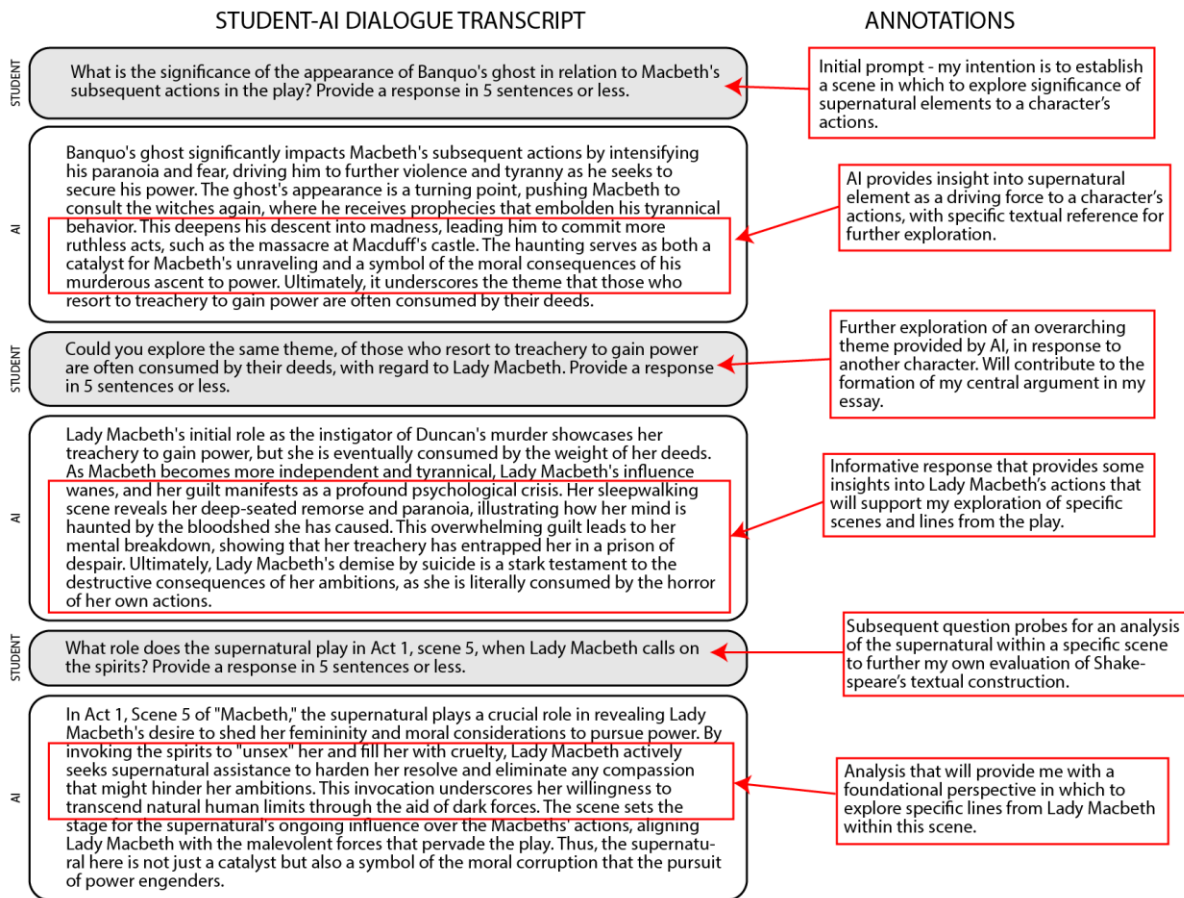 STUDENT-AI DIALOGUE TRANSCRIPT
ANNOTATIONS
STUDENT
What is the significance of the appearance of Banquo's ghost in relation to Macbeth's
subsequent actions in the play? Provide a response in 5 sentences or less.
Initial prompt - my intention is to establish
a scene in which to explore significance of
supernatural elements to a character's
actions.
AI
Banquo's ghost significantly impacts Macbeth's subsequent actions by intensifying
his paranoia and fear, driving him to further violence and tyranny as he seeks to
secure his power. The ghost's appearance is a turning point, pushing Macbeth to
consult the witches again, where he receives prophecies that embolden his tyrannical
behavior. This deepens his descent into madness, leading him to commit more
ruthless acts, such as the massacre at Macduff's castle. The haunting serves as both a
catalyst for Macbeth's unraveling and a symbol of the moral consequences of his
murderous ascent to power. Ultimately, it underscores the theme that those who
resort to treachery to gain power are often consumed by their deeds.
AI provides insight into supernatural
element as a driving force to a character's
actions, with specific textual reference for
further exploration.
STUDENT
Could you explore the same theme, of those who resort to treachery to gain power
are often consumed by their deeds, with regard to Lady Macbeth. Provide a response
in 5 sentences or less.
Further exploration of an overarching
theme provided by AI, in response to
another character. Will contribute to the
formation of my central argument in my
essay.
AI
Lady Macbeth's initial role as the instigator of Duncan's murder showcases her
treachery to gain power, but she is eventually consumed by the weight of her deeds.
As Macbeth becomes more independent and tyrannical, Lady Macbeth's influence
wanes, and her guilt manifests as a profound psychological crisis. Her sleepwalking
scene reveals her deep-seated remorse and paranoia, illustrating how her mind is
haunted by the bloodshed she has caused. This overwhelming guilt leads to her
mental breakdown, showing that her treachery has entrapped her in a prison of
despair. Ultimately, Lady Macbeth's demise by suicide is a stark testament to the
destructive consequences of her ambitions, as she is literally consumed by the horror
of her own actions.
Informative response that provides some
insights into Lady Macbeth's actions that
will support my exploration of specific
scenes and lines from the play.
STUDENT
What role does the supernatural play in Act 1, scene 5, when Lady Macbeth calls on
the spirits? Provide a response in 5 sentences or less.
Subsequent question probes for an analysis
of the supernatural within a specific scene
to further my own evaluation of Shake-
speare's textual construction.
AI
In Act 1, Scene 5 of "Macbeth," the supernatural plays a crucial role in revealing Lady
Macbeth's desire to shed her femininity and moral considerations to pursue power. By
invoking the spirits to "unsex" her and fill her with cruelty, Lady Macbeth actively
seeks supernatural assistance to harden her resolve and eliminate any compassion
that might hinder her ambitions. This invocation underscores her willingness to
transcend natural human limits through the aid of dark forces. The scene sets the
stage for the supernatural's ongoing influence over the Macbeths' actions, aligning
Lady Macbeth with the malevolent forces that pervade the play. Thus, the supernatu-
ral here is not just a catalyst but also a symbol of the moral corruption that the pursuit
of power engenders.
Analysis that will provide me with a
foundational perspective in which to
explore specific lines from Lady Macbeth
within this scene.